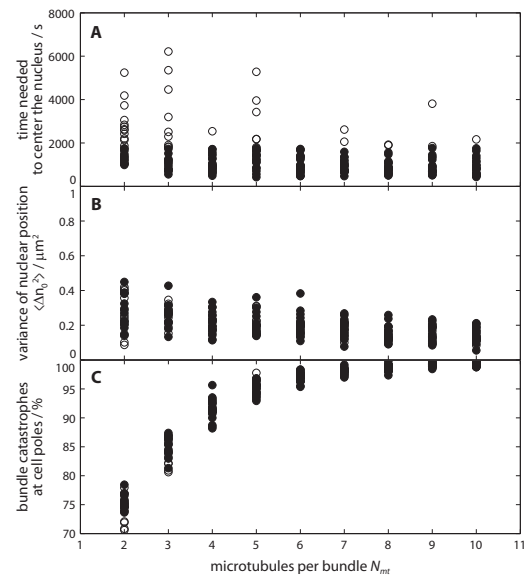 A
time needed
to center the nucleus / s
8000
6000
4000
2000
0
B
variance of nuclear position
⟨Δn₀²⟩ / μm²
1
0.8
0.6
0.4
0.2
0
C
bundle catastrophes
at cell poles / %
100
95
90
85
80
75
70
1 2 3 4 5 6 7 8 9 10 11
microtubules per bundle Nmt